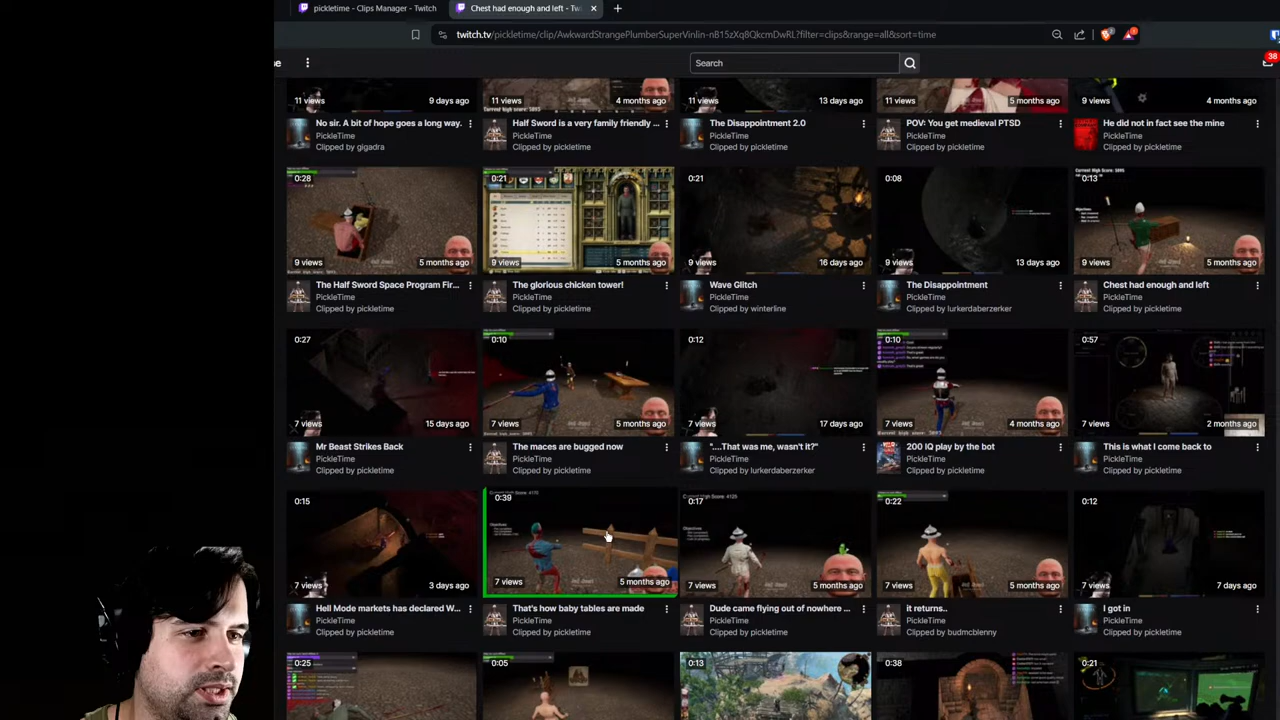 pickletime - Clips Manager - Twitch
Chest had enough and left - Twi
twitch.tv/pickletime/clip/AwkwardStrangePlumberSuperVinlin-n815zXq8QkcmDwRL?filter=clips&range=all&sort=time
Search
38
11 views 9 days ago
11 views 4 months ago
11 views 13 days ago
11 views 5 months ago
9 views 4 months ago
No sir. A bit of hope goes a long way.
PickleTime
Clipped by gigadra
Half Sword is a very family friendly ...
PickleTime
Clipped by pickletime
The Disappointment 2.0
PickleTime
Clipped by pickletime
POV: You get medieval PTSD
PickleTime
Clipped by pickletime
He did not in fact see the mine
PickleTime
Clipped by pickletime
0:28
9 views 5 months ago
The Half Sword Space Program Fir...
PickleTime
Clipped by pickletime
0:21
9 views 5 months ago
The glorious chicken tower!
PickleTime
Clipped by pickletime
0:21
9 views 16 days ago
Wave Glitch
PickleTime
Clipped by winterline
0:08
9 views 13 days ago
The Disappointment
PickleTime
Clipped by lurkerdaberzerker
0:13
9 views 5 months ago
Chest had enough and left
PickleTime
Clipped by pickletime
0:27
7 views 15 days ago
Mr Beast Strikes Back
PickleTime
Clipped by pickletime
0:10
7 views 5 months ago
The maces are bugged now
PickleTime
Clipped by pickletime
0:12
7 views 17 days ago
"....That was me, wasn't it?"
PickleTime
Clipped by lurkerdaberzerker
0:10
7 views 4 months ago
200 IQ play by the bot
PickleTime
Clipped by pickletime
0:57
7 views 2 months ago
This is what I come back to
PickleTime
Clipped by pickletime
0:15
7 views 3 days ago
Hell Mode markets has declared W...
PickleTime
Clipped by pickletime
0:39
7 views 5 months ago
That's how baby tables are made
PickleTime
Clipped by pickletime
0:17
7 views 5 months ago
Dude came flying out of nowhere ...
PickleTime
Clipped by pickletime
0:22
7 views 5 months ago
it returns..
PickleTime
Clipped by budmcblenny
0:12
7 views 7 days ago
I got in
PickleTime
Clipped by pickletime
0:25
0:05
0:13
0:38
0:21